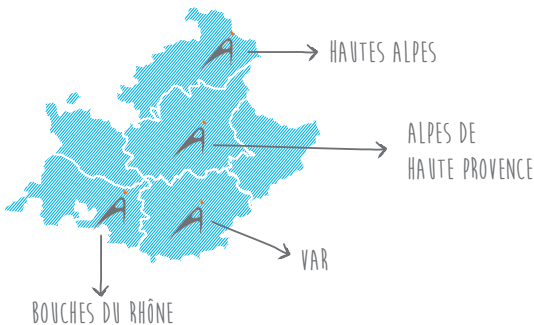 HAUTES ALPES
ALPES DE
HAUTE PROVENCE
VAR
BOUCHES DU RHÔNE